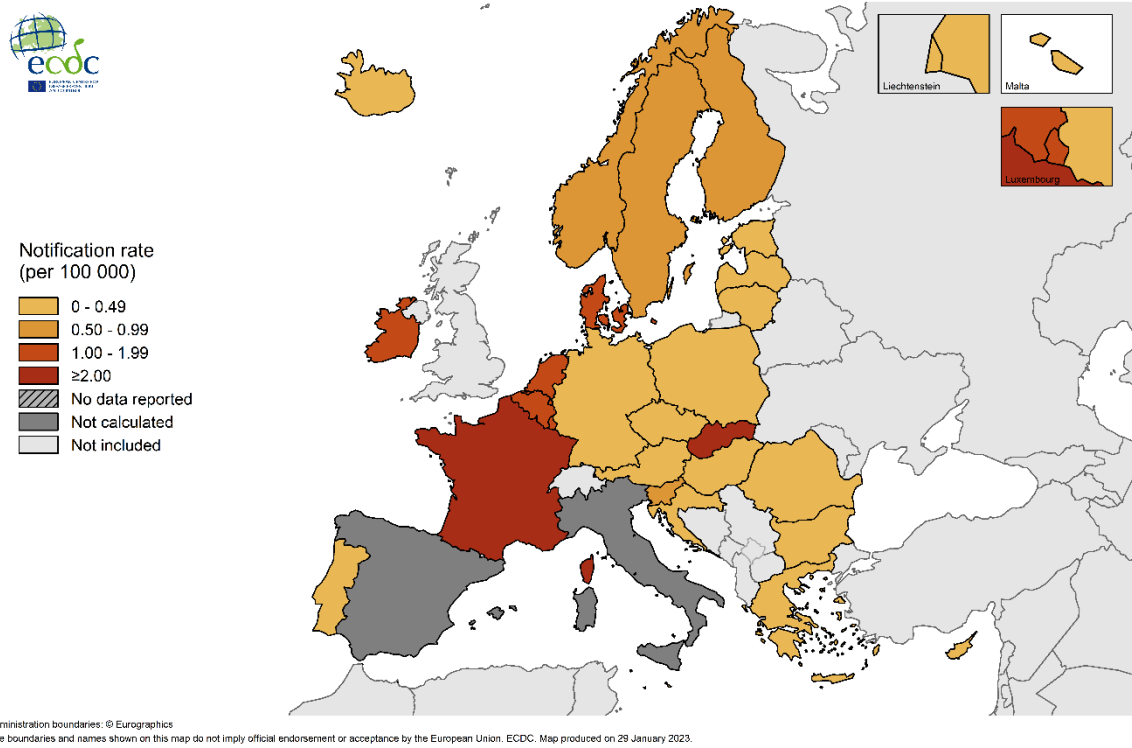 ecdc
Liechtenstein
Malta
Luxembourg
Notification rate
(per 100 000)
0 - 0.49
0.50 - 0.99
1.00 - 1.99
≥2.00
No data reported
Not calculated
Not included
ministration boundaries: © Eurographics
e boundaries and names shown on this map do not imply official endorsement or acceptance by the European Union. ECDC. Map produced on 29 January 2023.